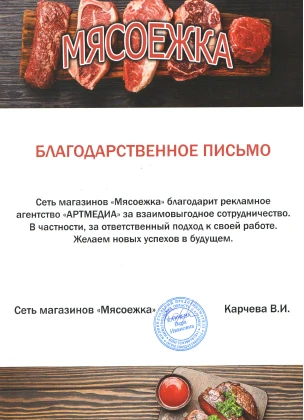 МЯСОЕЖКА
БЛАГОДАРСТВЕННОЕ ПИСЬМО
Сеть магазинов «Мясоежка» благодарит рекламное
агентство «АРТМЕДИА» за взаимовыгодное сотрудничество.
В частности, за ответственный подход к своей работе.
Желаем новых успехов в будущем.
Сеть магазинов «Мясоежка»
Карчева В.И.